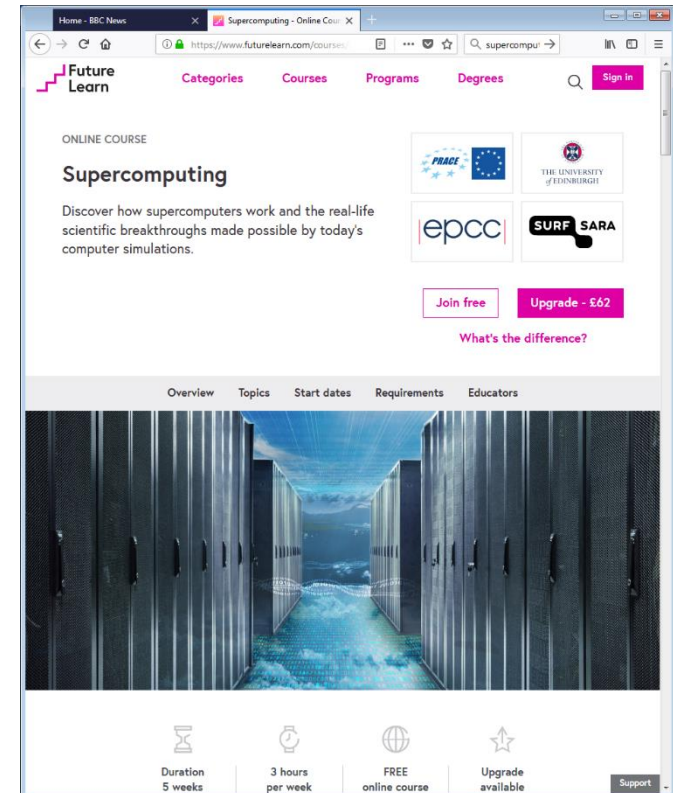 Home - BBC News
Supercomputing - Online Cour
https://www.futurelearn.com/courses/
supercomput
Future
Learn
Categories
Courses
Programs
Degrees
Sign in
ONLINE COURSE
Supercomputing
Discover how supercomputers work and the real-life
scientific breakthroughs made possible by today's
computer simulations.
PRACE
THE UNIVERSITY
of EDINBURGH
epcc
SURF SARA
Join free
Upgrade - £62
What's the difference?
Overview
Topics
Start dates
Requirements
Educators
Duration
5 weeks
3 hours
per week
FREE
online course
Upgrade
available
Support